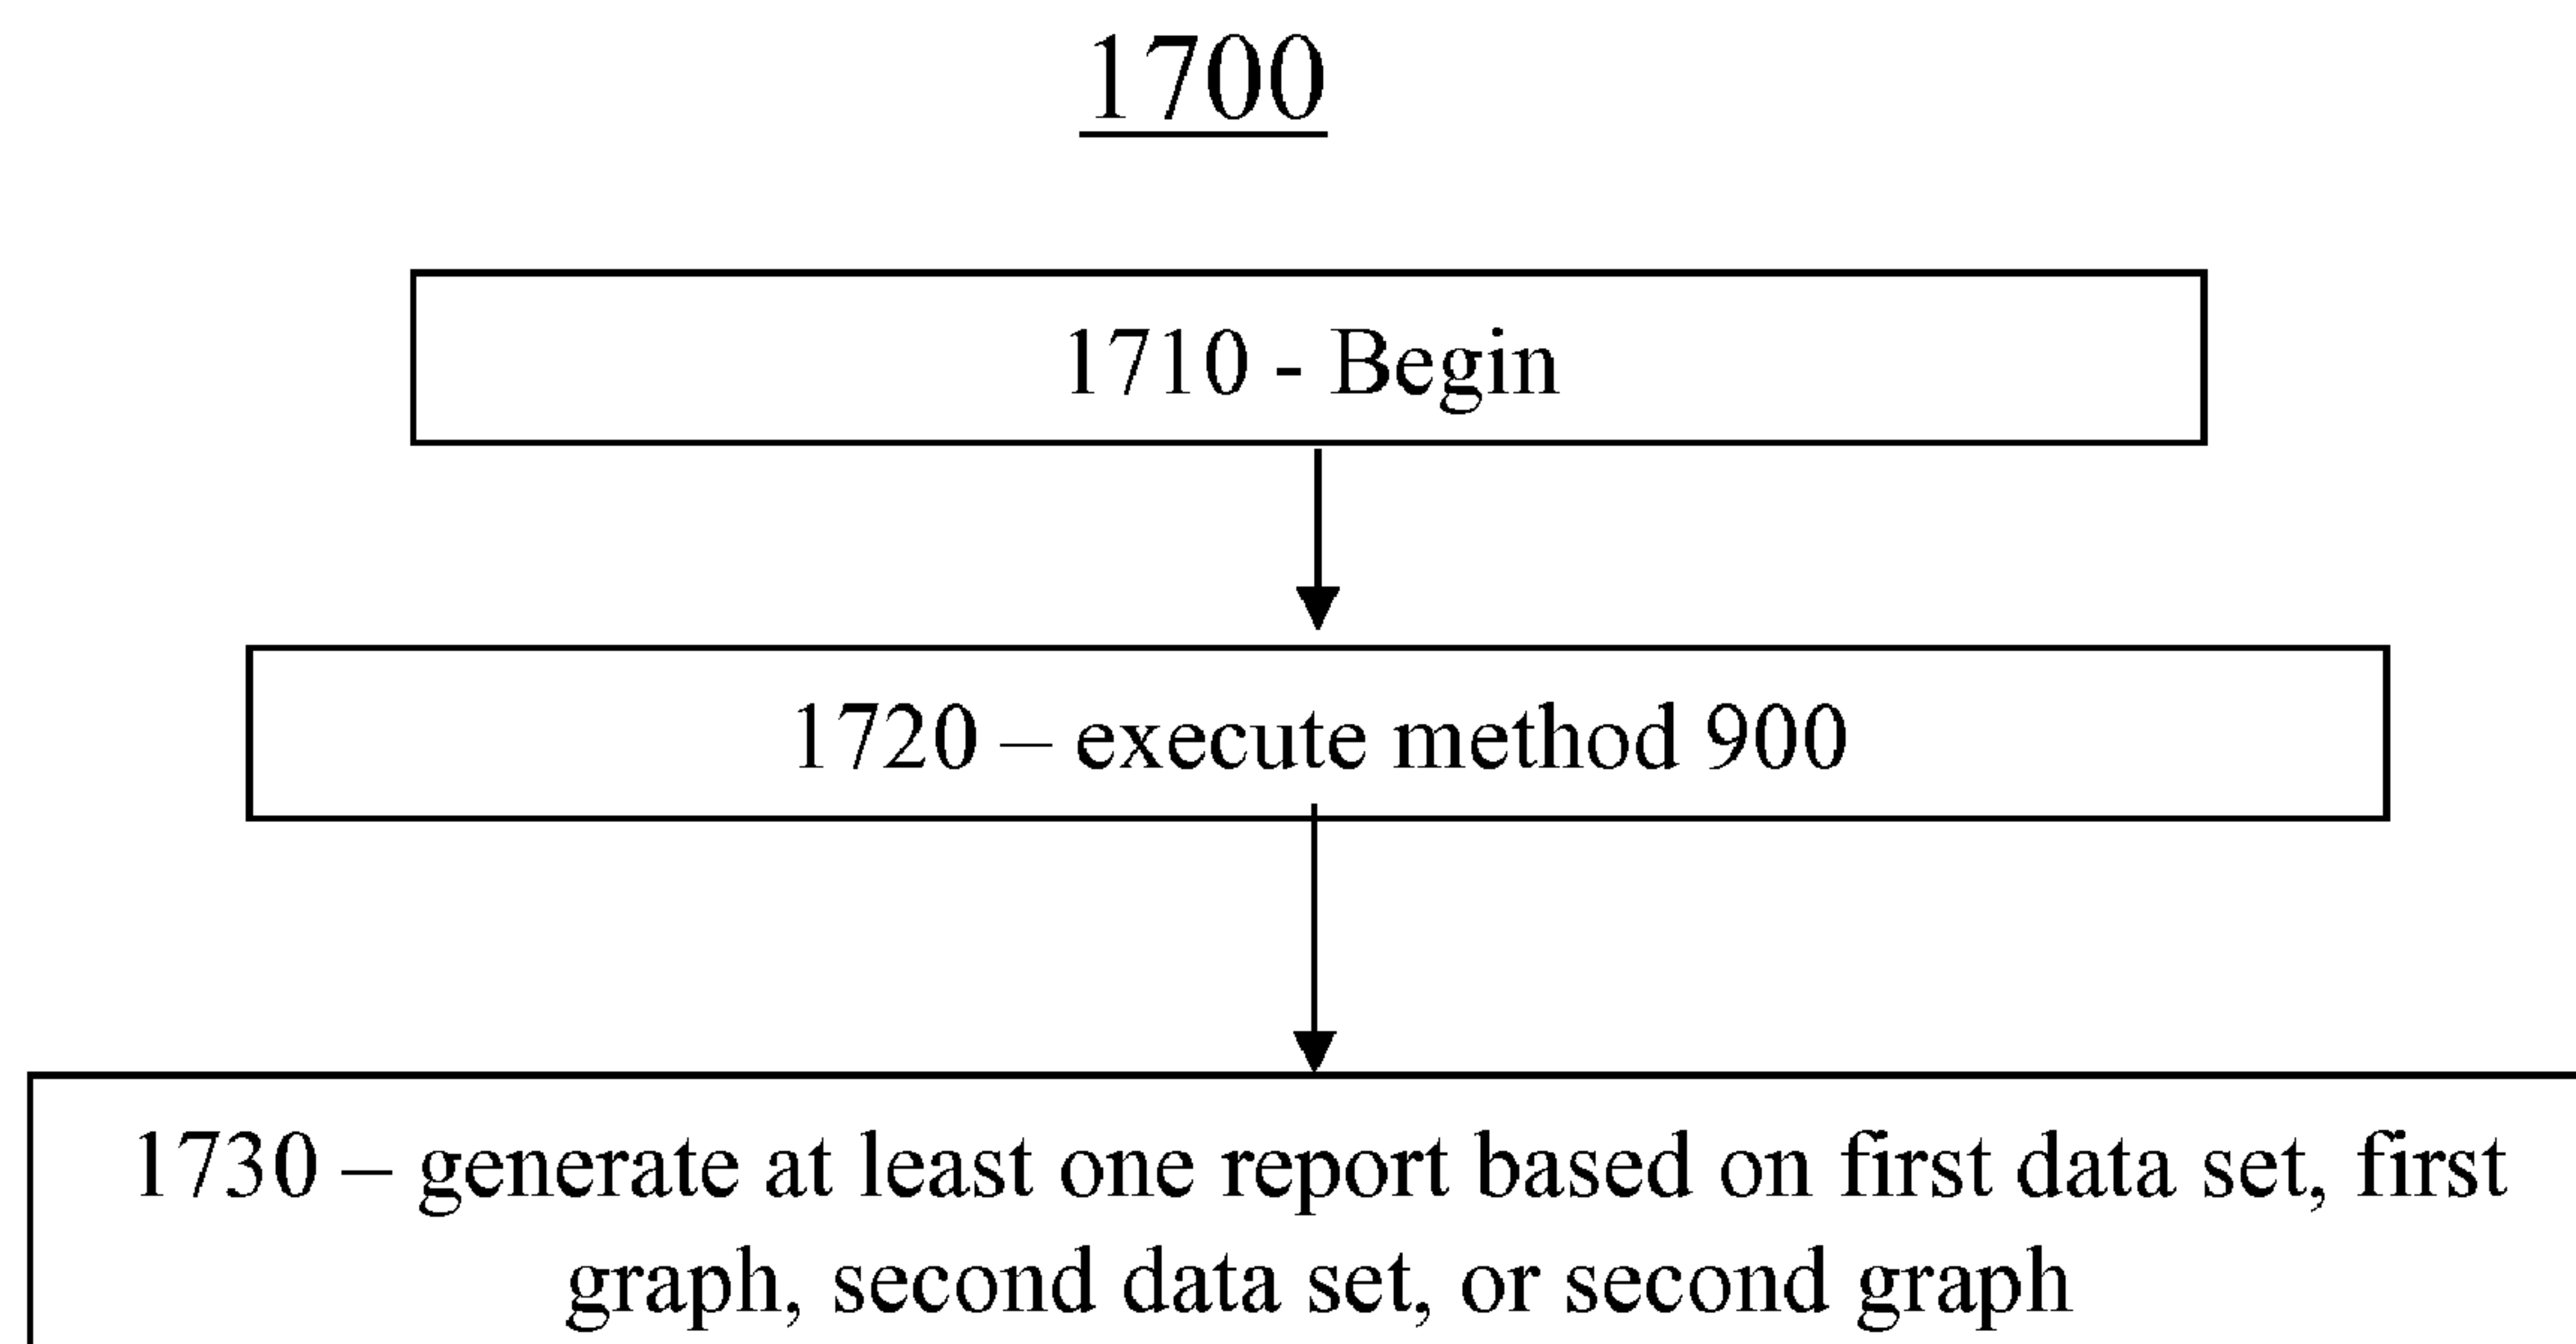 1700
1710 - Begin
1720 – execute method 900
1730 – generate at least one report based on first data set, first
graph, second data set, or second graph